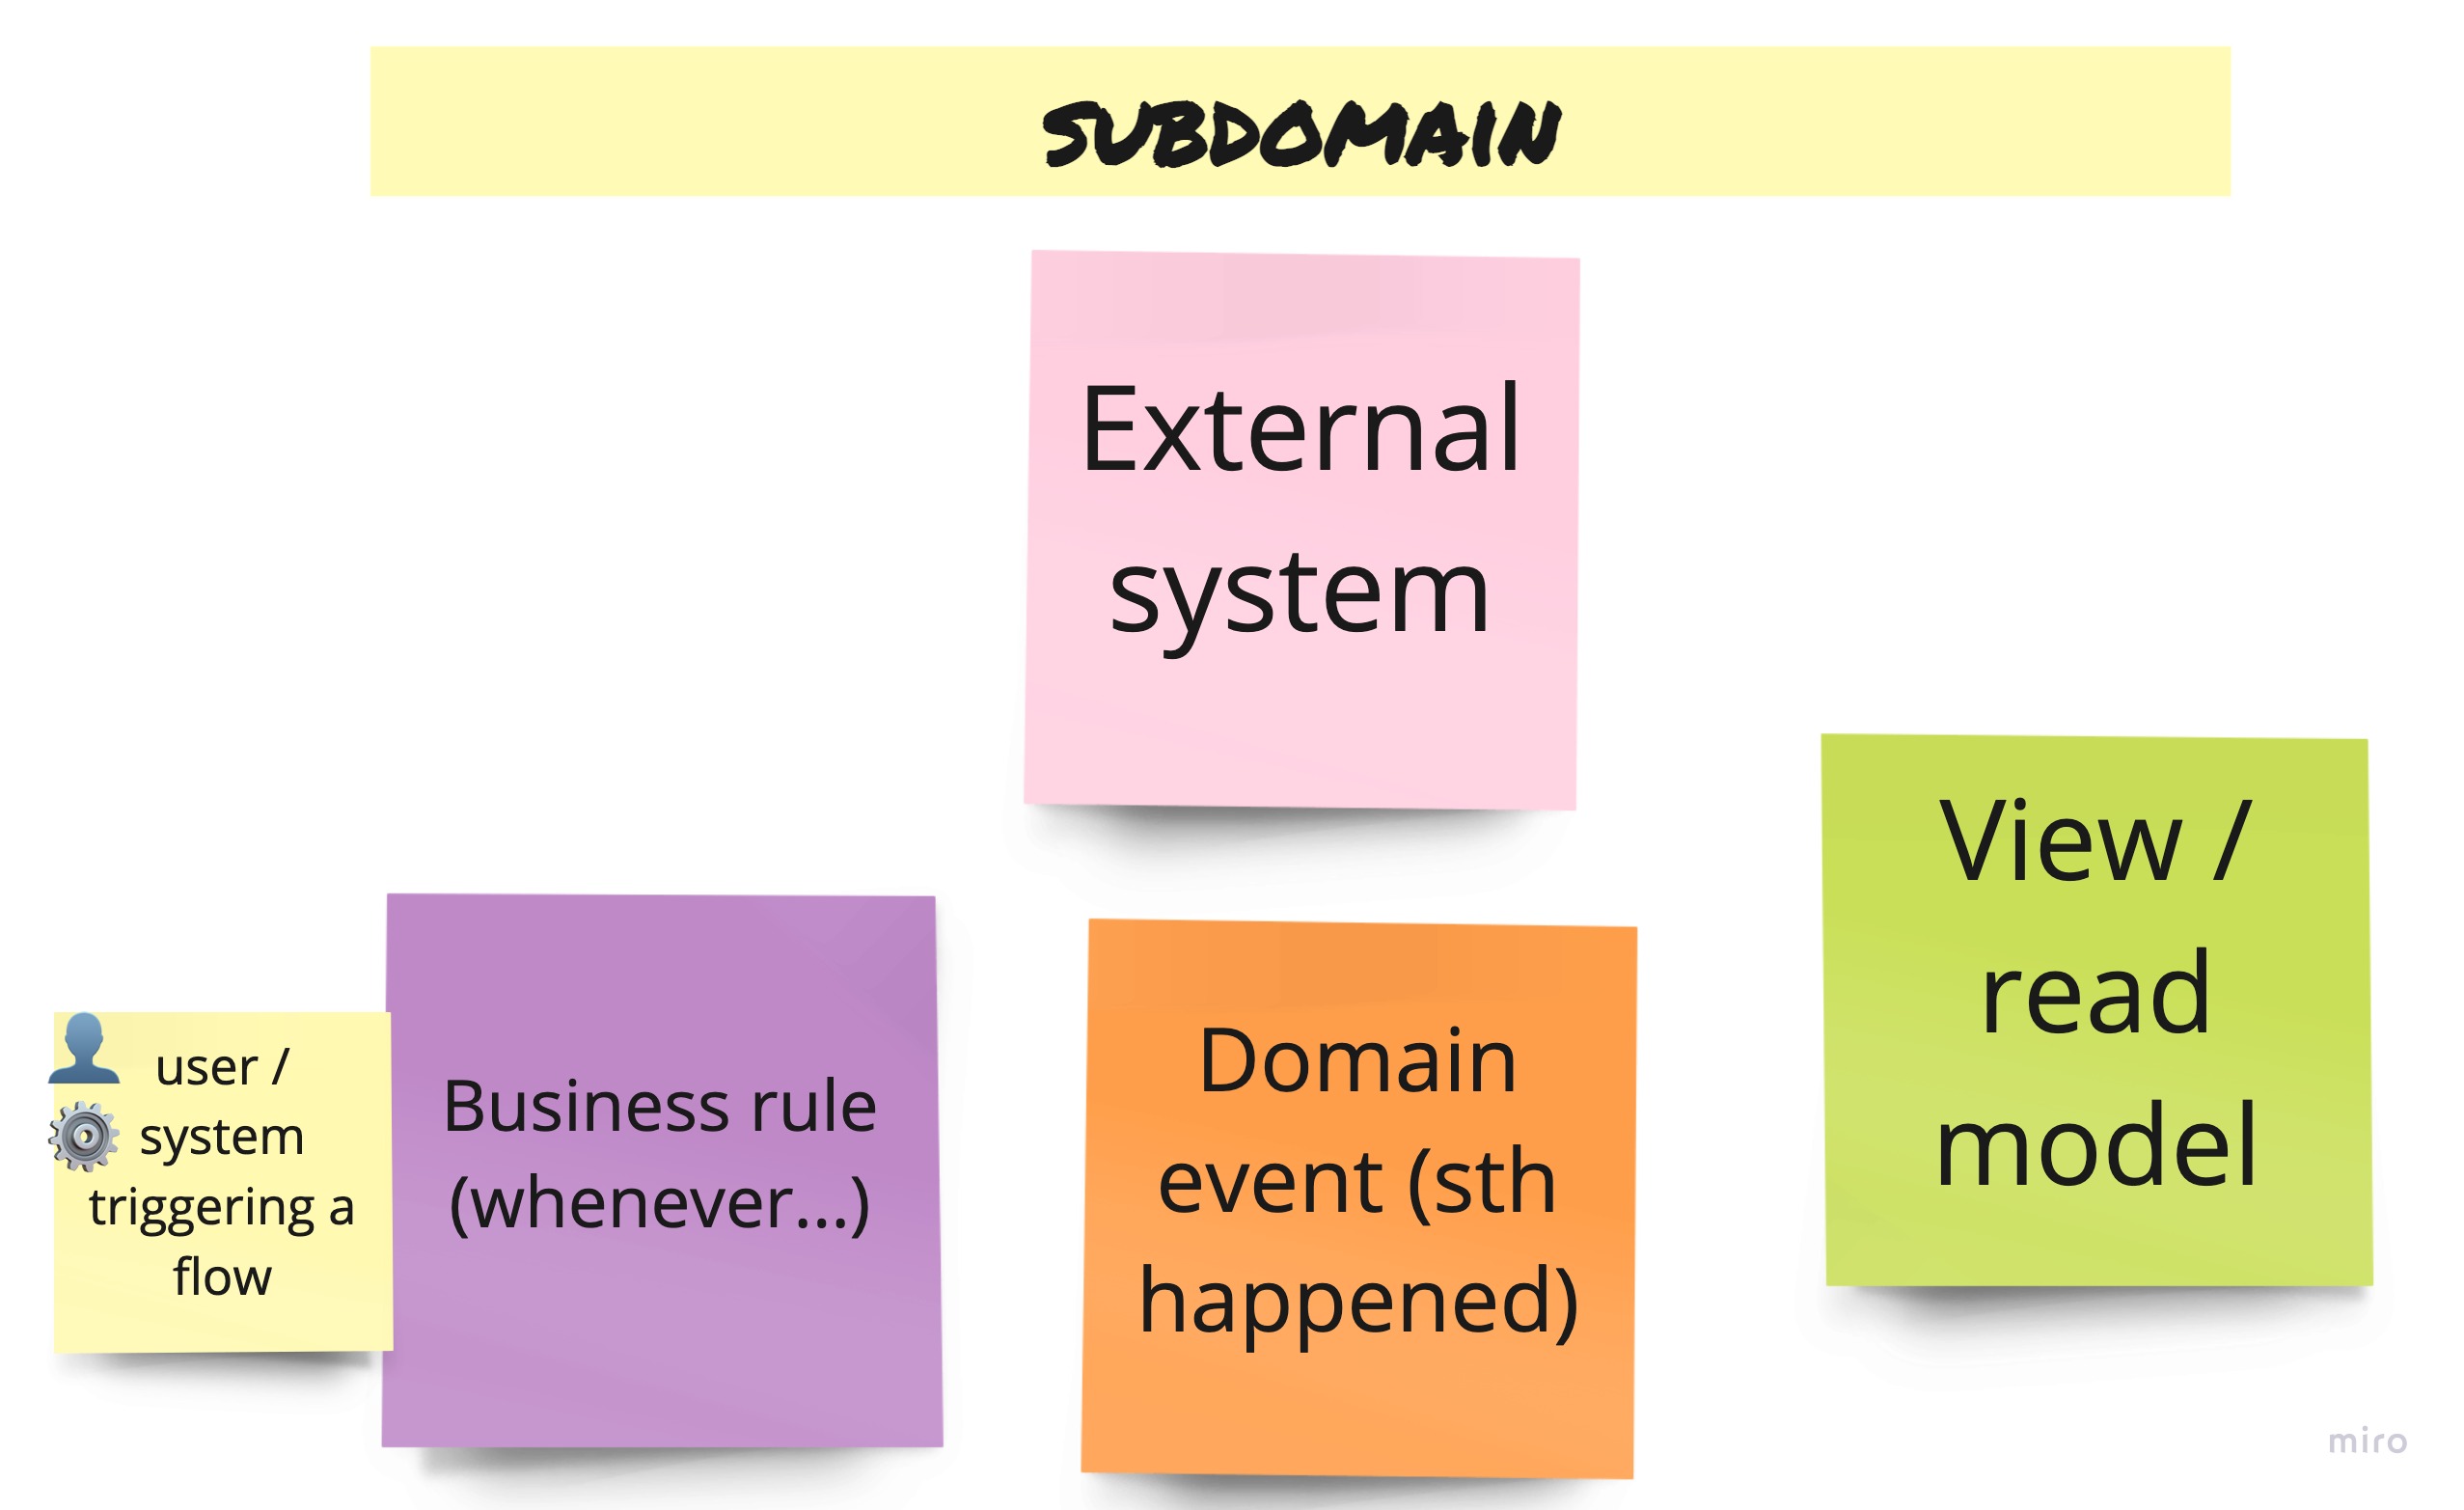 SUBDOMAIN
External
system
View /
read
model
user /
system
triggering a
flow
Business rule
(whenever...)
Domain
event (sth
happened)
miro